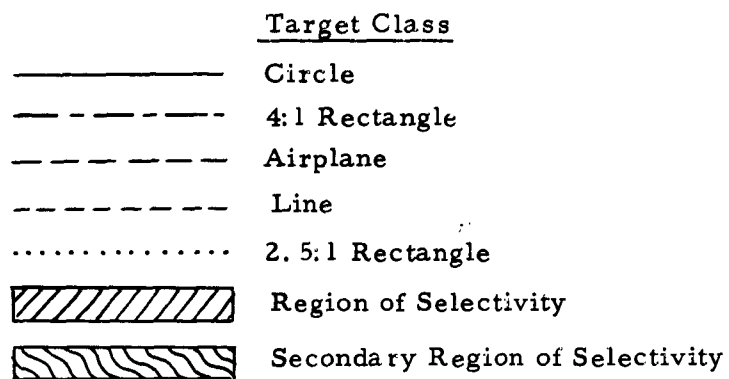 Target Class
Circle
4:1 Rectangle
Airplane
Line
2.5:1 Rectangle
Region of Selectivity
Secondary Region of Selectivity